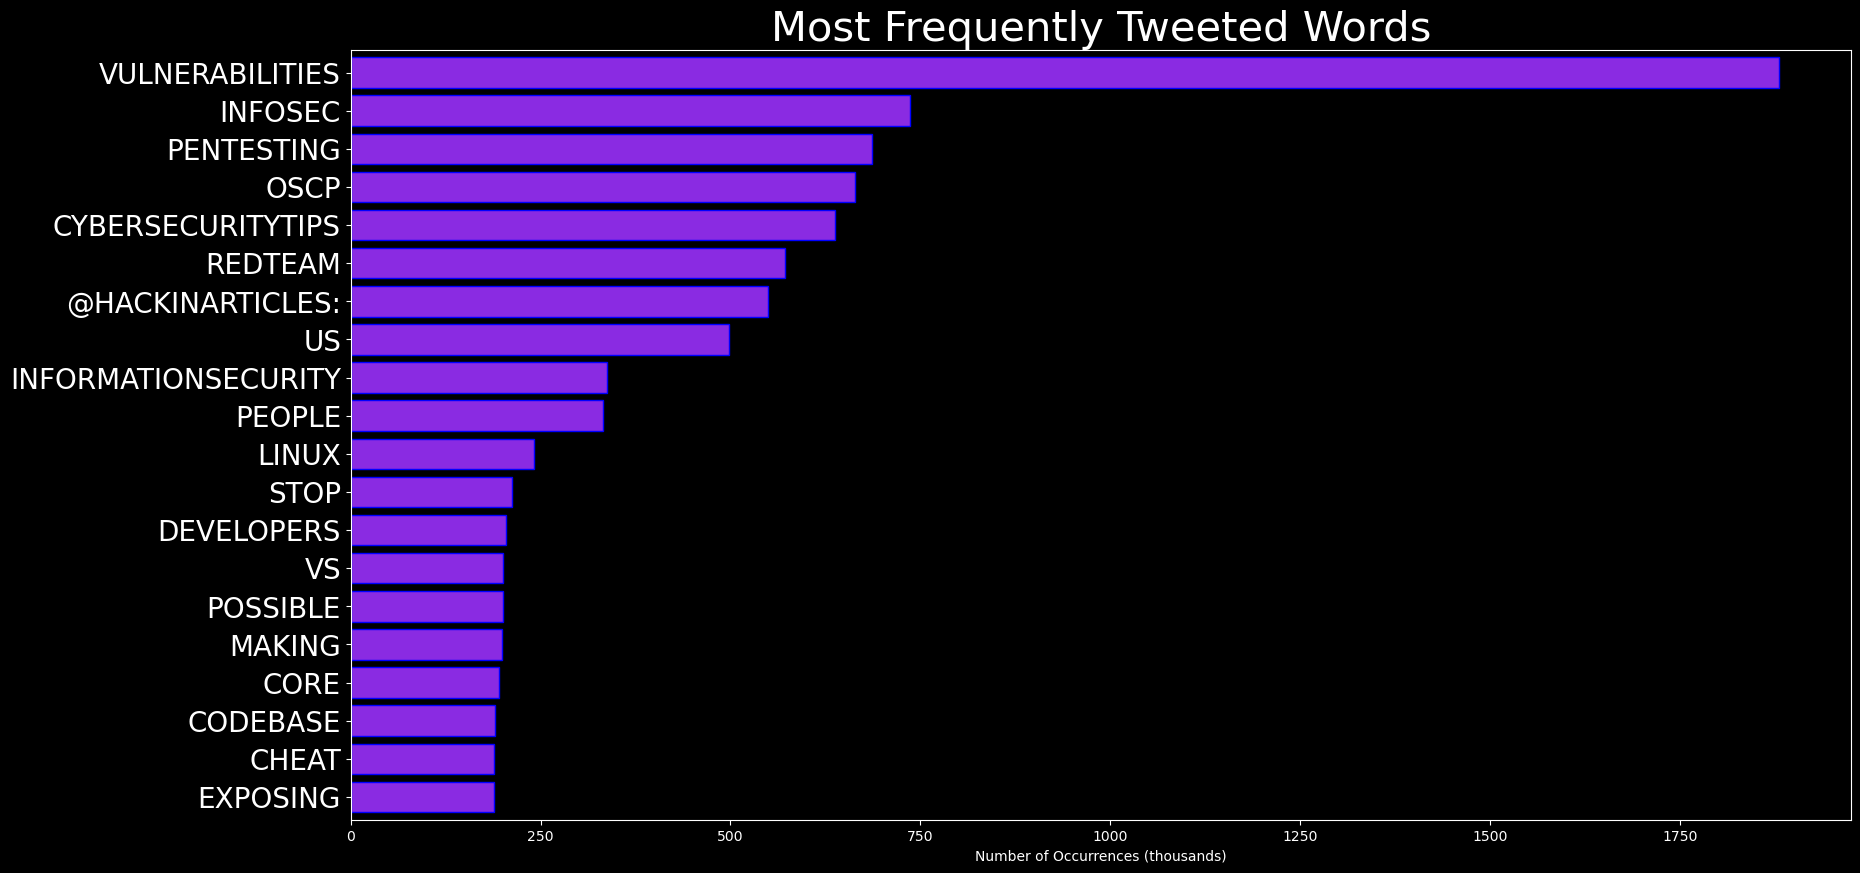 Most Frequently Tweeted Words
VULNERABILITIES
INFOSEC
PENTESTING
OSCP
CYBERSECURITYTIPS
REDTEAM
@HACKINARTICLES:
US
INFORMATIONSECURITY
PEOPLE
LINUX
STOP
DEVELOPERS
VS
POSSIBLE
MAKING
CORE
CODEBASE
CHEAT
EXPOSING
0 250 500 750 1000 1250 1500 1750
Number of Occurrences (thousands)